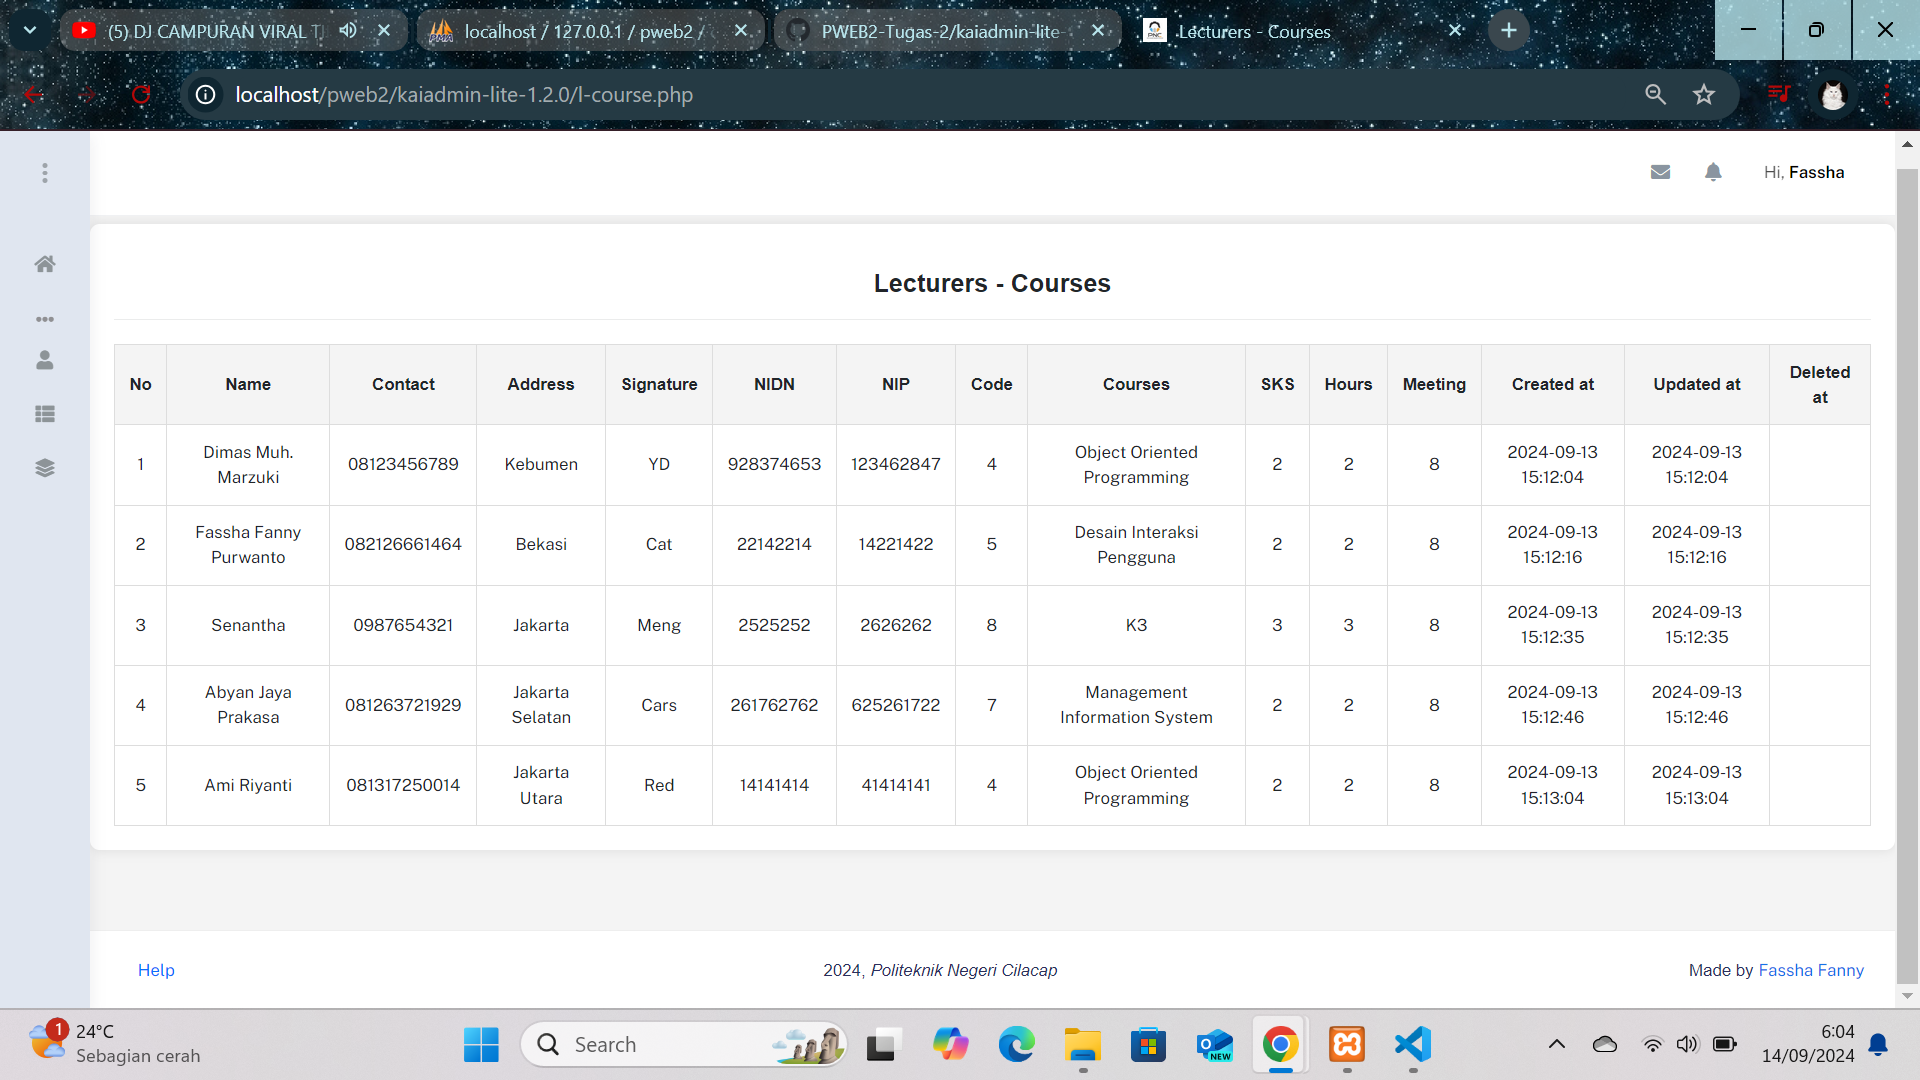 (5) DJ CAMPURAN VIRAL T
localhost / 127.0.0.1 / pweb2 /
PWEB2-Tugas-2/kaiadmin-lite-
Lecturers - Courses
localhost/pweb2/kaiadmin-lite-1.2.0/l-course.php
Hi, Fassha
Lecturers - Courses
No Name Contact Address Signature NIDN NIP Code Courses SKS Hours Meeting Created at Updated at Deleted at
1 Dimas Muh. Marzuki 08123456789 Kebumen YD 928374653 123462847 4 Object Oriented Programming 2 2 8 2024-09-13 15:12:04 2024-09-13 15:12:04
2 Fassha Fanny Purwanto 082126661464 Bekasi Cat 22142214 14221422 5 Desain Interaksi Pengguna 2 2 8 2024-09-13 15:12:16 2024-09-13 15:12:16
3 Senantha 0987654321 Jakarta Meng 2525252 2626262 8 K3 3 3 8 2024-09-13 15:12:35 2024-09-13 15:12:35
4 Abyan Jaya Prakasa 081263721929 Jakarta Selatan Cars 261762762 625261722 7 Management Information System 2 2 8 2024-09-13 15:12:46 2024-09-13 15:12:46
5 Ami Riyanti 081317250014 Jakarta Utara Red 14141414 41414141 4 Object Oriented Programming 2 2 8 2024-09-13 15:13:04 2024-09-13 15:13:04
Help
2024, Politeknik Negeri Cilacap
Made by Fassha Fanny
1
24°C
Sebagian cerah
Search
NEW
6:04
14/09/2024